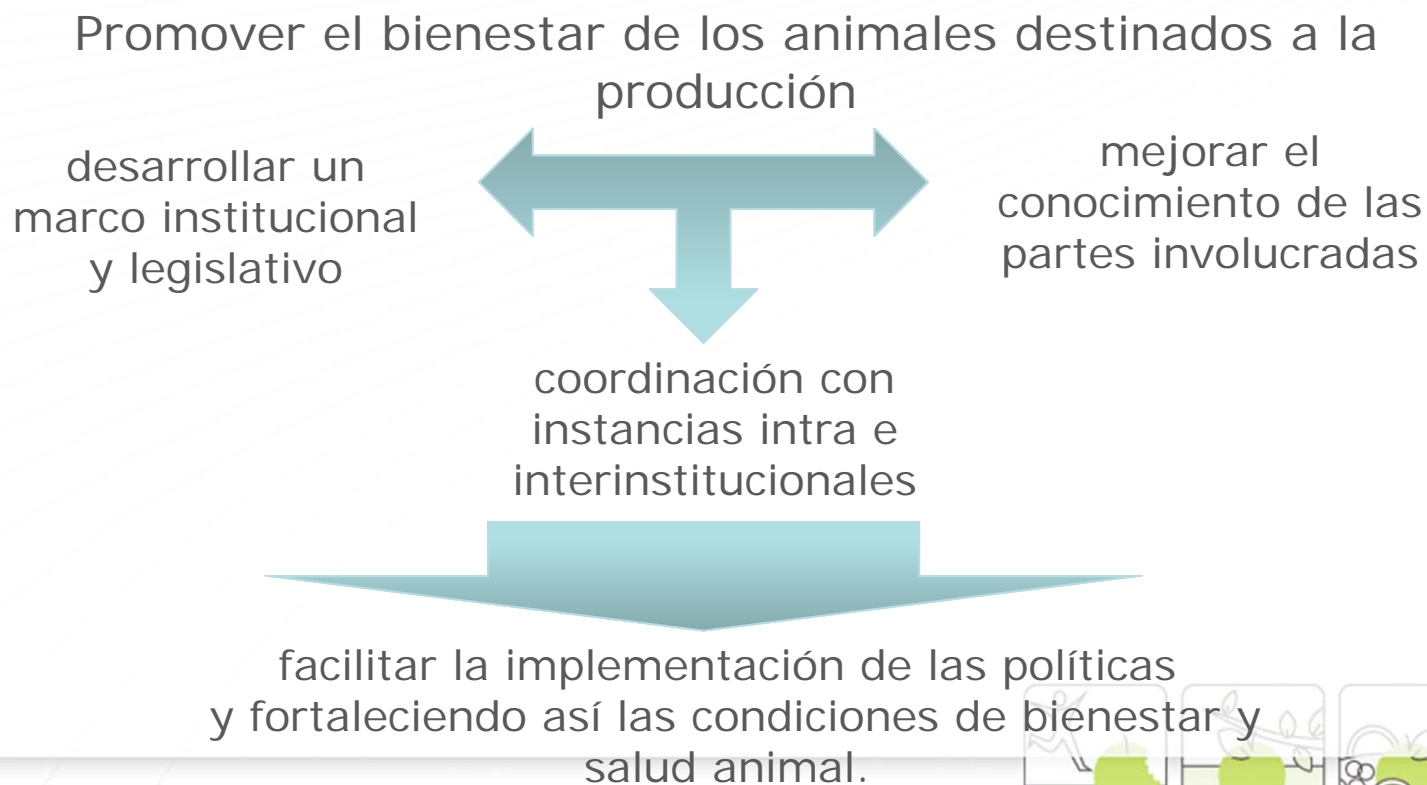 Promover el bienestar de los animales destinados a la
producción
desarrollar un
marco institucional
y legislativo
mejorar el
conocimiento de las
partes involucradas
coordinación con
instancias intra e
interinstitucionales
facilitar la implementación de las políticas
y fortaleciendo así las condiciones de bienestar y
salud animal.